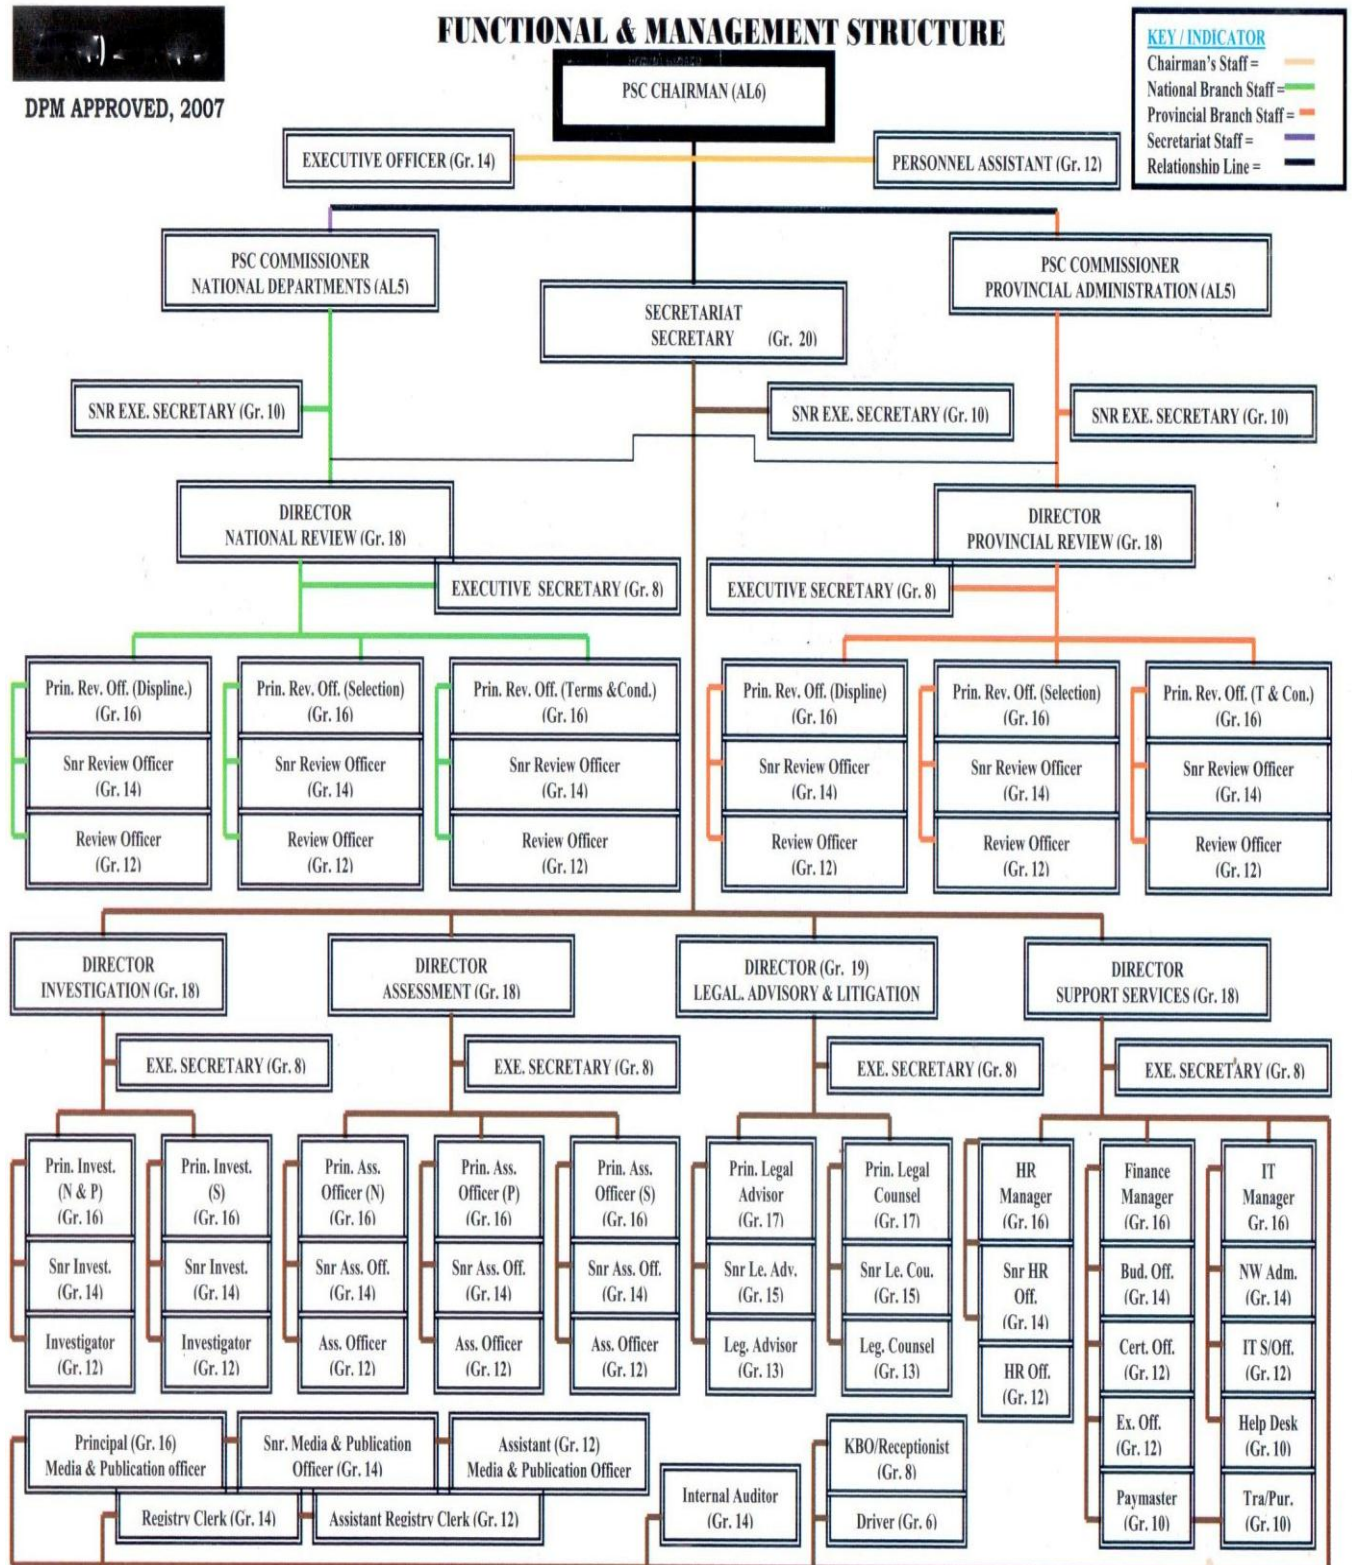 FUNCTIONAL & MANAGEMENT STRUCTURE
DPM APPROVED, 2007
KEY / INDICATOR
Chairman's Staff =
National Branch Staff =
Provincial Branch Staff =
Secretariat Staff =
Relationship Line =
PSC CHAIRMAN (AL6)
EXECUTIVE OFFICER (Gr. 14)
PERSONNEL ASSISTANT (Gr. 12)
PSC COMMISSIONER
NATIONAL DEPARTMENTS (AL5)
SECRETARIAT
SECRETARY (Gr. 20)
PSC COMMISSIONER
PROVINCIAL ADMINISTRATION (AL5)
SNR EXE. SECRETARY (Gr. 10)
SNR EXE. SECRETARY (Gr. 10)
SNR EXE. SECRETARY (Gr. 10)
DIRECTOR
NATIONAL REVIEW (Gr. 18)
DIRECTOR
PROVINCIAL REVIEW (Gr. 18)
EXECUTIVE SECRETARY (Gr. 8)
EXECUTIVE SECRETARY (Gr. 8)
Prin. Rev. Off. (Displine.)
(Gr. 16)
Snr Review Officer
(Gr. 14)
Review Officer
(Gr. 12)
Prin. Rev. Off. (Selection)
(Gr. 16)
Snr Review Officer
(Gr. 14)
Review Officer
(Gr. 12)
Prin. Rev. Off. (Terms &Cond.)
(Gr. 16)
Snr Review Officer
(Gr. 14)
Review Officer
(Gr. 12)
Prin. Rev. Off. (Displine)
(Gr. 16)
Snr Review Officer
(Gr. 14)
Review Officer
(Gr. 12)
Prin. Rev. Off. (Selection)
(Gr. 16)
Snr Review Officer
(Gr. 14)
Review Officer
(Gr. 12)
Prin. Rev. Off. (T & Con.)
(Gr. 16)
Snr Review Officer
(Gr. 14)
Review Officer
(Gr. 12)
DIRECTOR
INVESTIGATION (Gr. 18)
DIRECTOR
ASSESSMENT (Gr. 18)
DIRECTOR (Gr. 19)
LEGAL. ADVISORY & LITIGATION
DIRECTOR
SUPPORT SERVICES (Gr. 18)
EXE. SECRETARY (Gr. 8)
EXE. SECRETARY (Gr. 8)
EXE. SECRETARY (Gr. 8)
EXE. SECRETARY (Gr. 8)
Prin. Invest.
(N & P)
(Gr. 16)
Snr Invest.
(Gr. 14)
Investigator
(Gr. 12)
Prin. Invest.
(S)
(Gr. 16)
Snr Invest.
(Gr. 14)
Investigator
(Gr. 12)
Prin. Ass.
Officer (N)
(Gr. 16)
Snr Ass. Off.
(Gr. 14)
Ass. Officer
(Gr. 12)
Prin. Ass.
Officer (P)
(Gr. 16)
Snr Ass. Off.
(Gr. 14)
Ass. Officer
(Gr. 12)
Prin. Ass.
Officer (S)
(Gr. 16)
Snr Ass. Off.
(Gr. 14)
Ass. Officer
(Gr. 12)
Prin. Legal
Advisor
(Gr. 17)
Snr Le. Adv.
(Gr. 15)
Leg. Advisor
(Gr. 13)
Prin. Legal
Counsel
(Gr. 17)
Snr Le. Cou.
(Gr. 15)
Leg. Counsel
(Gr. 13)
HR
Manager
(Gr. 16)
Snr HR
Off.
(Gr. 14)
HR Off.
(Gr. 12)
Finance
Manager
(Gr. 16)
Bud. Off.
(Gr. 14)
Cert. Off.
(Gr. 12)
Ex. Off.
(Gr. 12)
Paymaster
(Gr. 10)
IT
Manager
Gr. 16)
NW Adm.
(Gr. 14)
IT S/Off.
(Gr. 12)
Help Desk
(Gr. 10)
Tra/Pur.
(Gr. 10)
Principal (Gr. 16)
Media & Publication officer
Snr. Media & Publication
Officer (Gr. 14)
Assistant (Gr. 12)
Media & Publication Officer
Registry Clerk (Gr. 14)
Assistant Registry Clerk (Gr. 12)
Internal Auditor
(Gr. 14)
KBO/Receptionist
(Gr. 8)
Driver (Gr. 6)